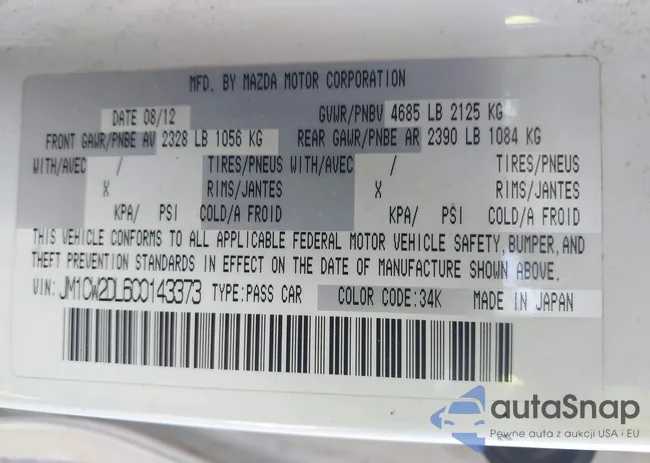 MFD. BY MAZDA MOTOR CORPORATION
DATE 08/12 GVWR/PNBV 4685 LB 2125 KG
FRONT GAWR/PNBE AV 2328 LB 1056 KG REAR GAWR/PNBE AR 2390 LB 1084 KG
WITH/AVEC / TIRES/PNEUS WITH/AVEC / TIRES/PNEUS
X RIMS/JANTES X RIMS/JANTES
KPA/ PSI COLD/A FROID KPA/ PSI COLD/A FROID
THIS VEHICLE CONFORMS TO ALL APPLICABLE FEDERAL MOTOR VEHICLE SAFETY, BUMPER, AND
THEFT PREVENTION STANDARDS IN EFFECT ON THE DATE OF MANUFACTURE SHOWN ABOVE.
VIN: JM1CW2DL6C0143373 TYPE:PASS CAR COLOR CODE:34K MADE IN JAPAN
autaSnap
Pewne auta z aukcji USA i EU